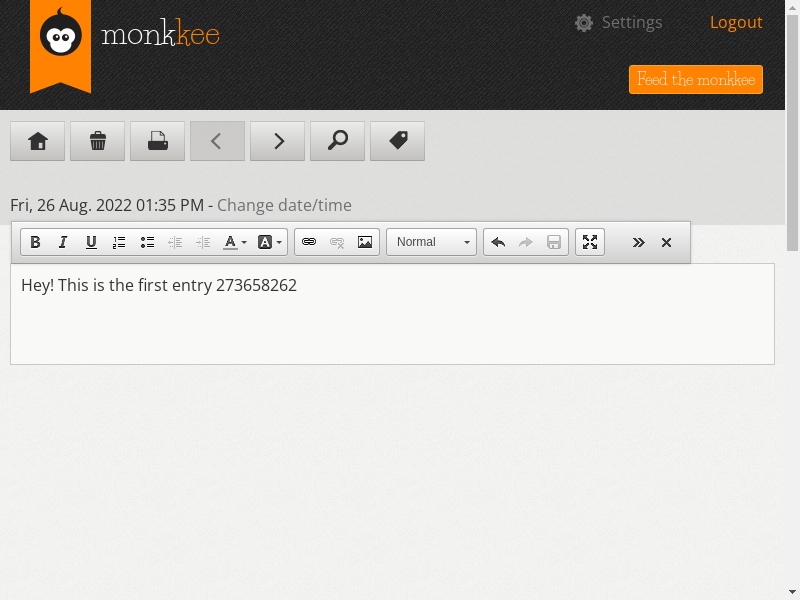 monkkee
Settings
Logout
Feed the monkkee
Fri, 26 Aug. 2022 01:35 PM - Change date/time
B I U A A Normal
Hey! This is the first entry 273658262